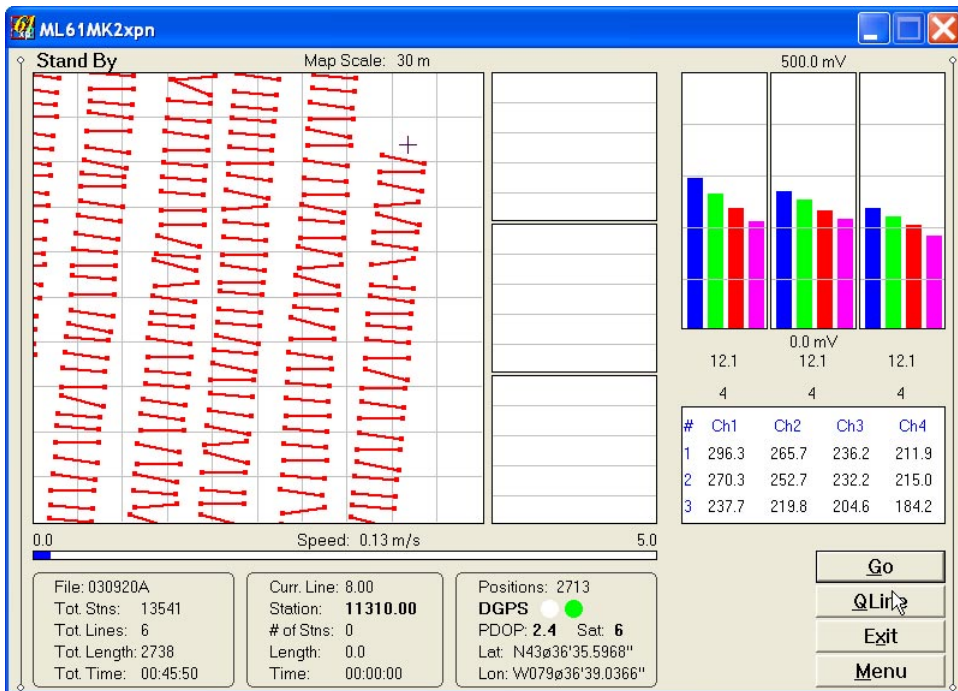 ML61MK2xpn
Stand By
Map Scale: 30 m
500.0 mV
0.0 mV
12.1 12.1 12.1
4 4 4
# Ch1 Ch2 Ch3 Ch4
1 296.3 265.7 236.2 211.9
2 270.3 252.7 232.2 215.0
3 237.7 219.8 204.6 184.2
0.0 Speed: 0.13 m/s 5.0
File: 030920A
Tot. Stns: 13541
Tot. Lines: 6
Tot. Length: 2738
Tot. Time: 00:45:50
Curr. Line: 8.00
Station: 11310.00
# of Stns: 0
Length: 0.0
Time: 00:00:00
Positions: 2713
DGPS
PDOP: 2.4 Sat: 6
Lat: N43ø36'35.5968"
Lon: W079ø36'39.0366"
Go
QLine
Exit
Menu